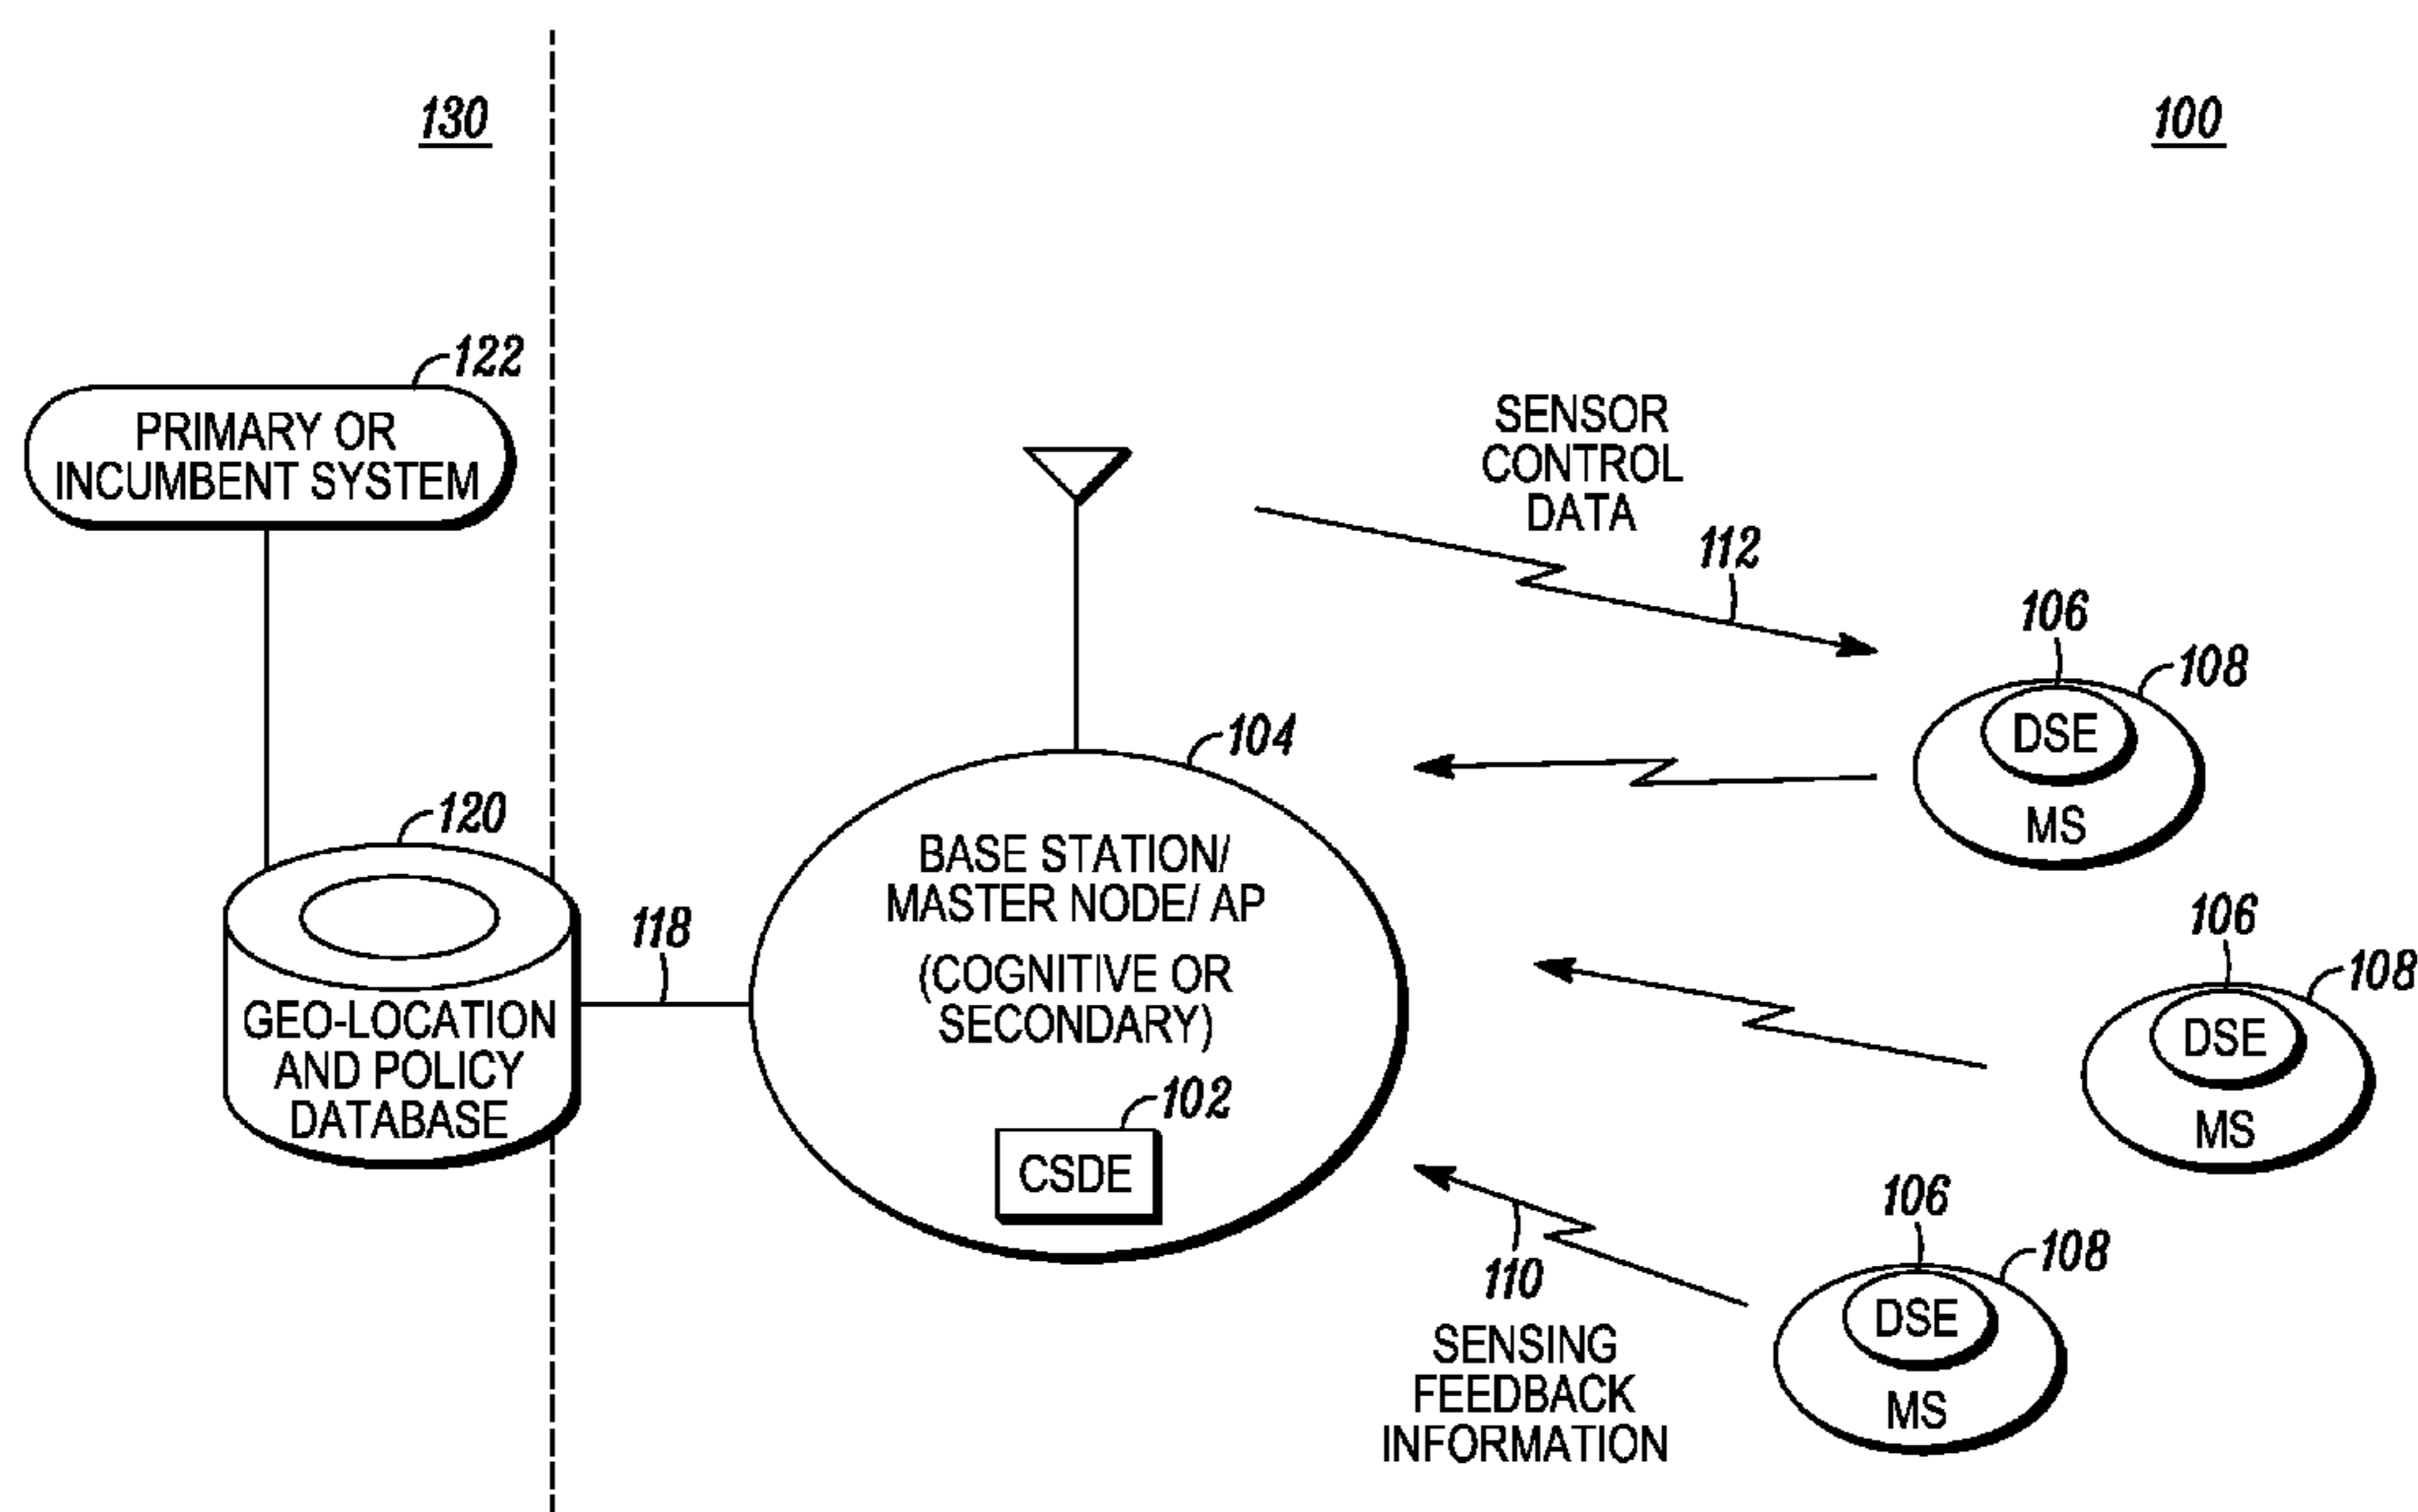 130
100
122
PRIMARY OR
INCUMBENT SYSTEM
SENSOR
CONTROL
DATA
112
106
108
DSE
MS
104
120
BASE STATION/
MASTER NODE/ AP
(COGNITIVE OR
SECONDARY)
118
GEO-LOCATION
AND POLICY
DATABASE
102
CSDE
106
108
DSE
MS
106
108
DSE
MS
110
SENSING
FEEDBACK
INFORMATION